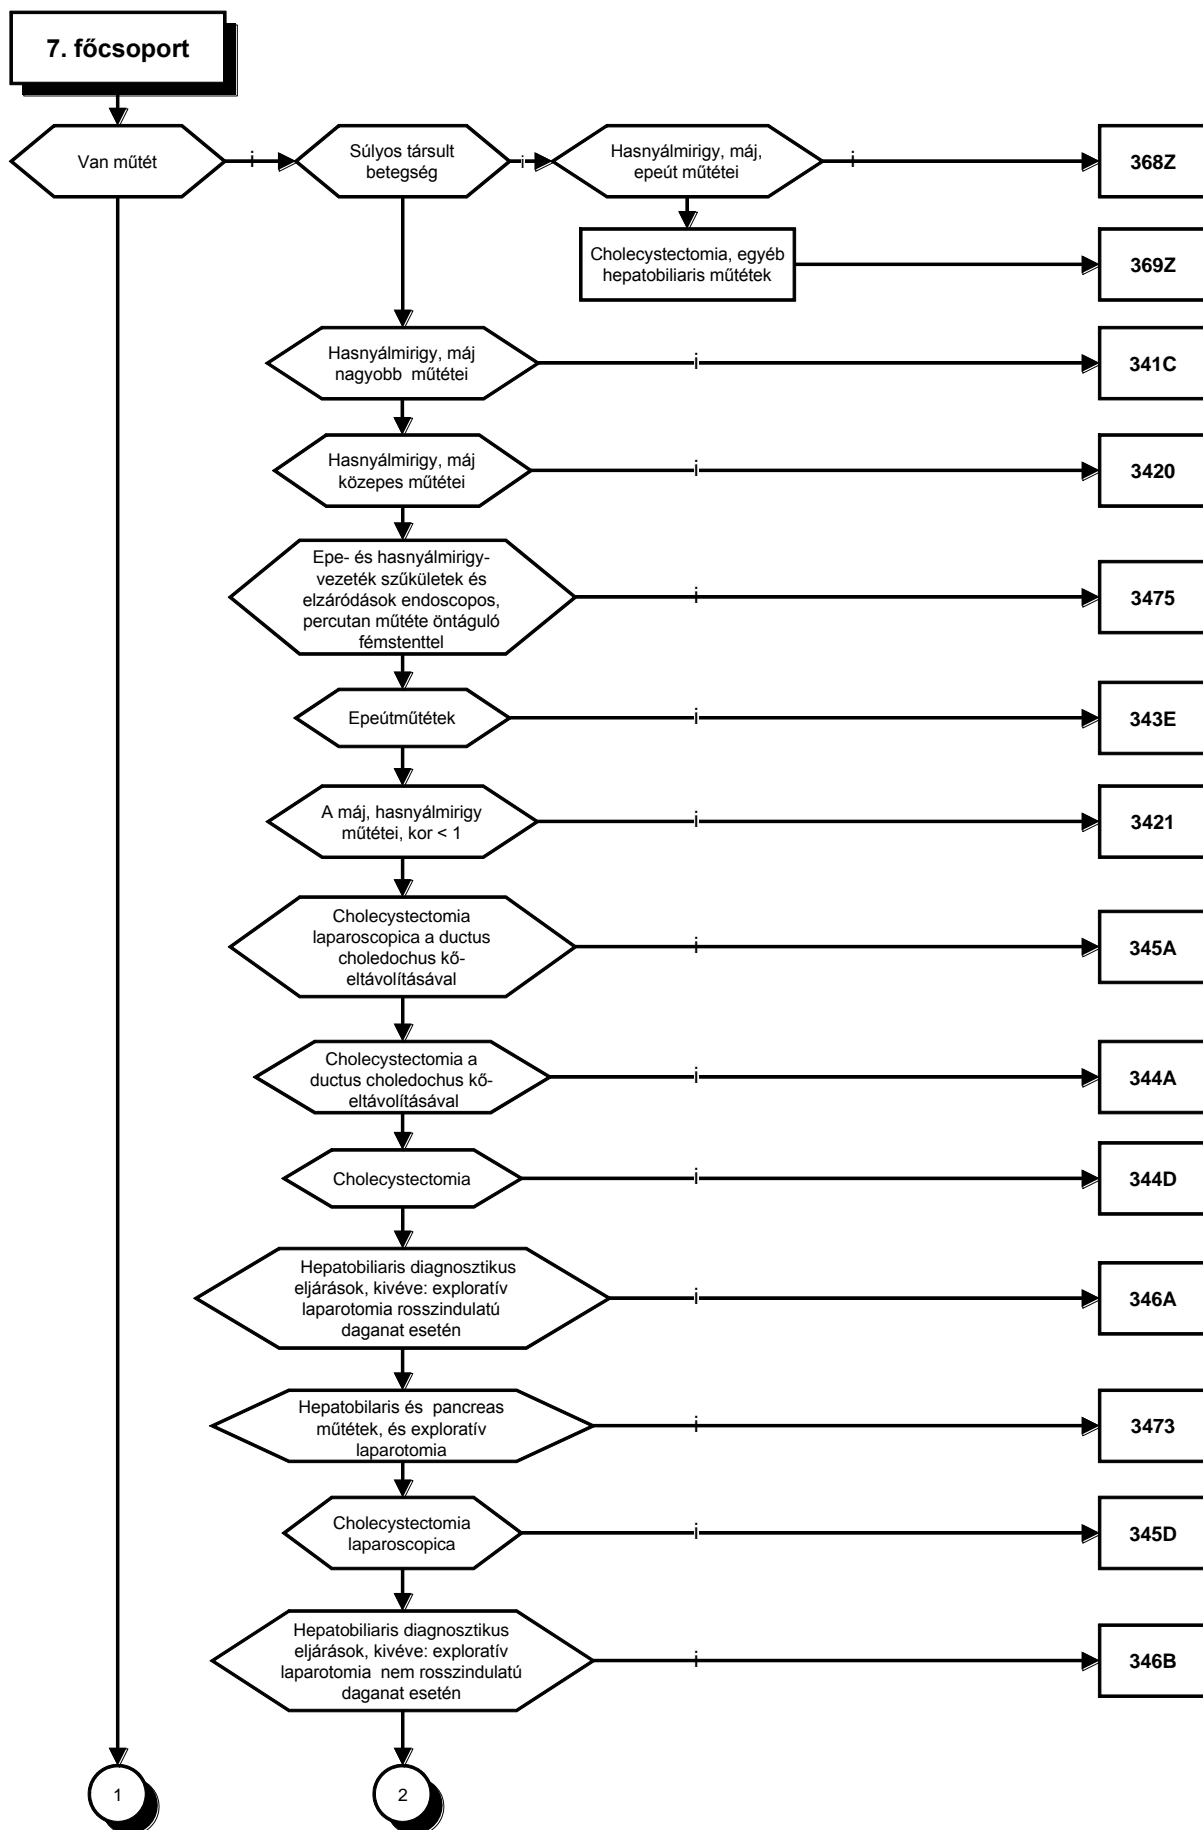 7. főcsoport
Van műtét
i
Súlyos társult
betegség
i
Hasnyálmirigy, máj,
epeút műtétei
i
368Z
Cholecystectomia, egyéb
hepatobiliaris műtétek
369Z
Hasnyálmirigy, máj
nagyobb műtétei
i
341C
Hasnyálmirigy, máj
közepes műtétei
i
3420
Epe- és hasnyálmirigy-
vezeték szűkületek és
elzáródások endoscopos,
percutan műtéte öntáguló
fémstenttel
i
3475
Epeútműtétek
i
343E
A máj, hasnyálmirigy
műtétei, kor < 1
i
3421
Cholecystectomia
laparoscopica a ductus
choledochus kő-
eltávolításával
i
345A
Cholecystectomia a
ductus choledochus kő-
eltávolításával
i
344A
Cholecystectomia
i
344D
Hepatobiliaris diagnosztikus
eljárások, kivéve: exploratív
laparotomia rosszindulatú
daganat esetén
i
346A
Hepatobilaris és pancreas
műtétek, és exploratív
laparotomia
i
3473
Cholecystectomia
laparoscopica
i
345D
Hepatobiliaris diagnosztikus
eljárások, kivéve: exploratív
laparotomia nem rosszindulatú
daganat esetén
i
346B
1
2